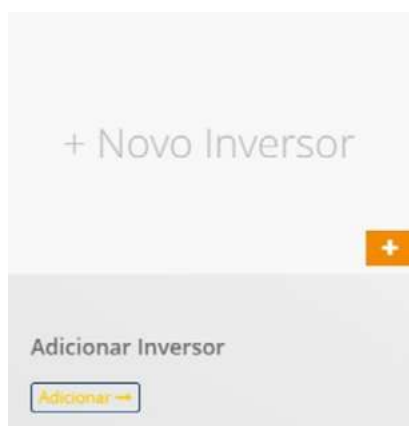 + Novo Inversor
+
Adicionar Inversor
Adicionar →